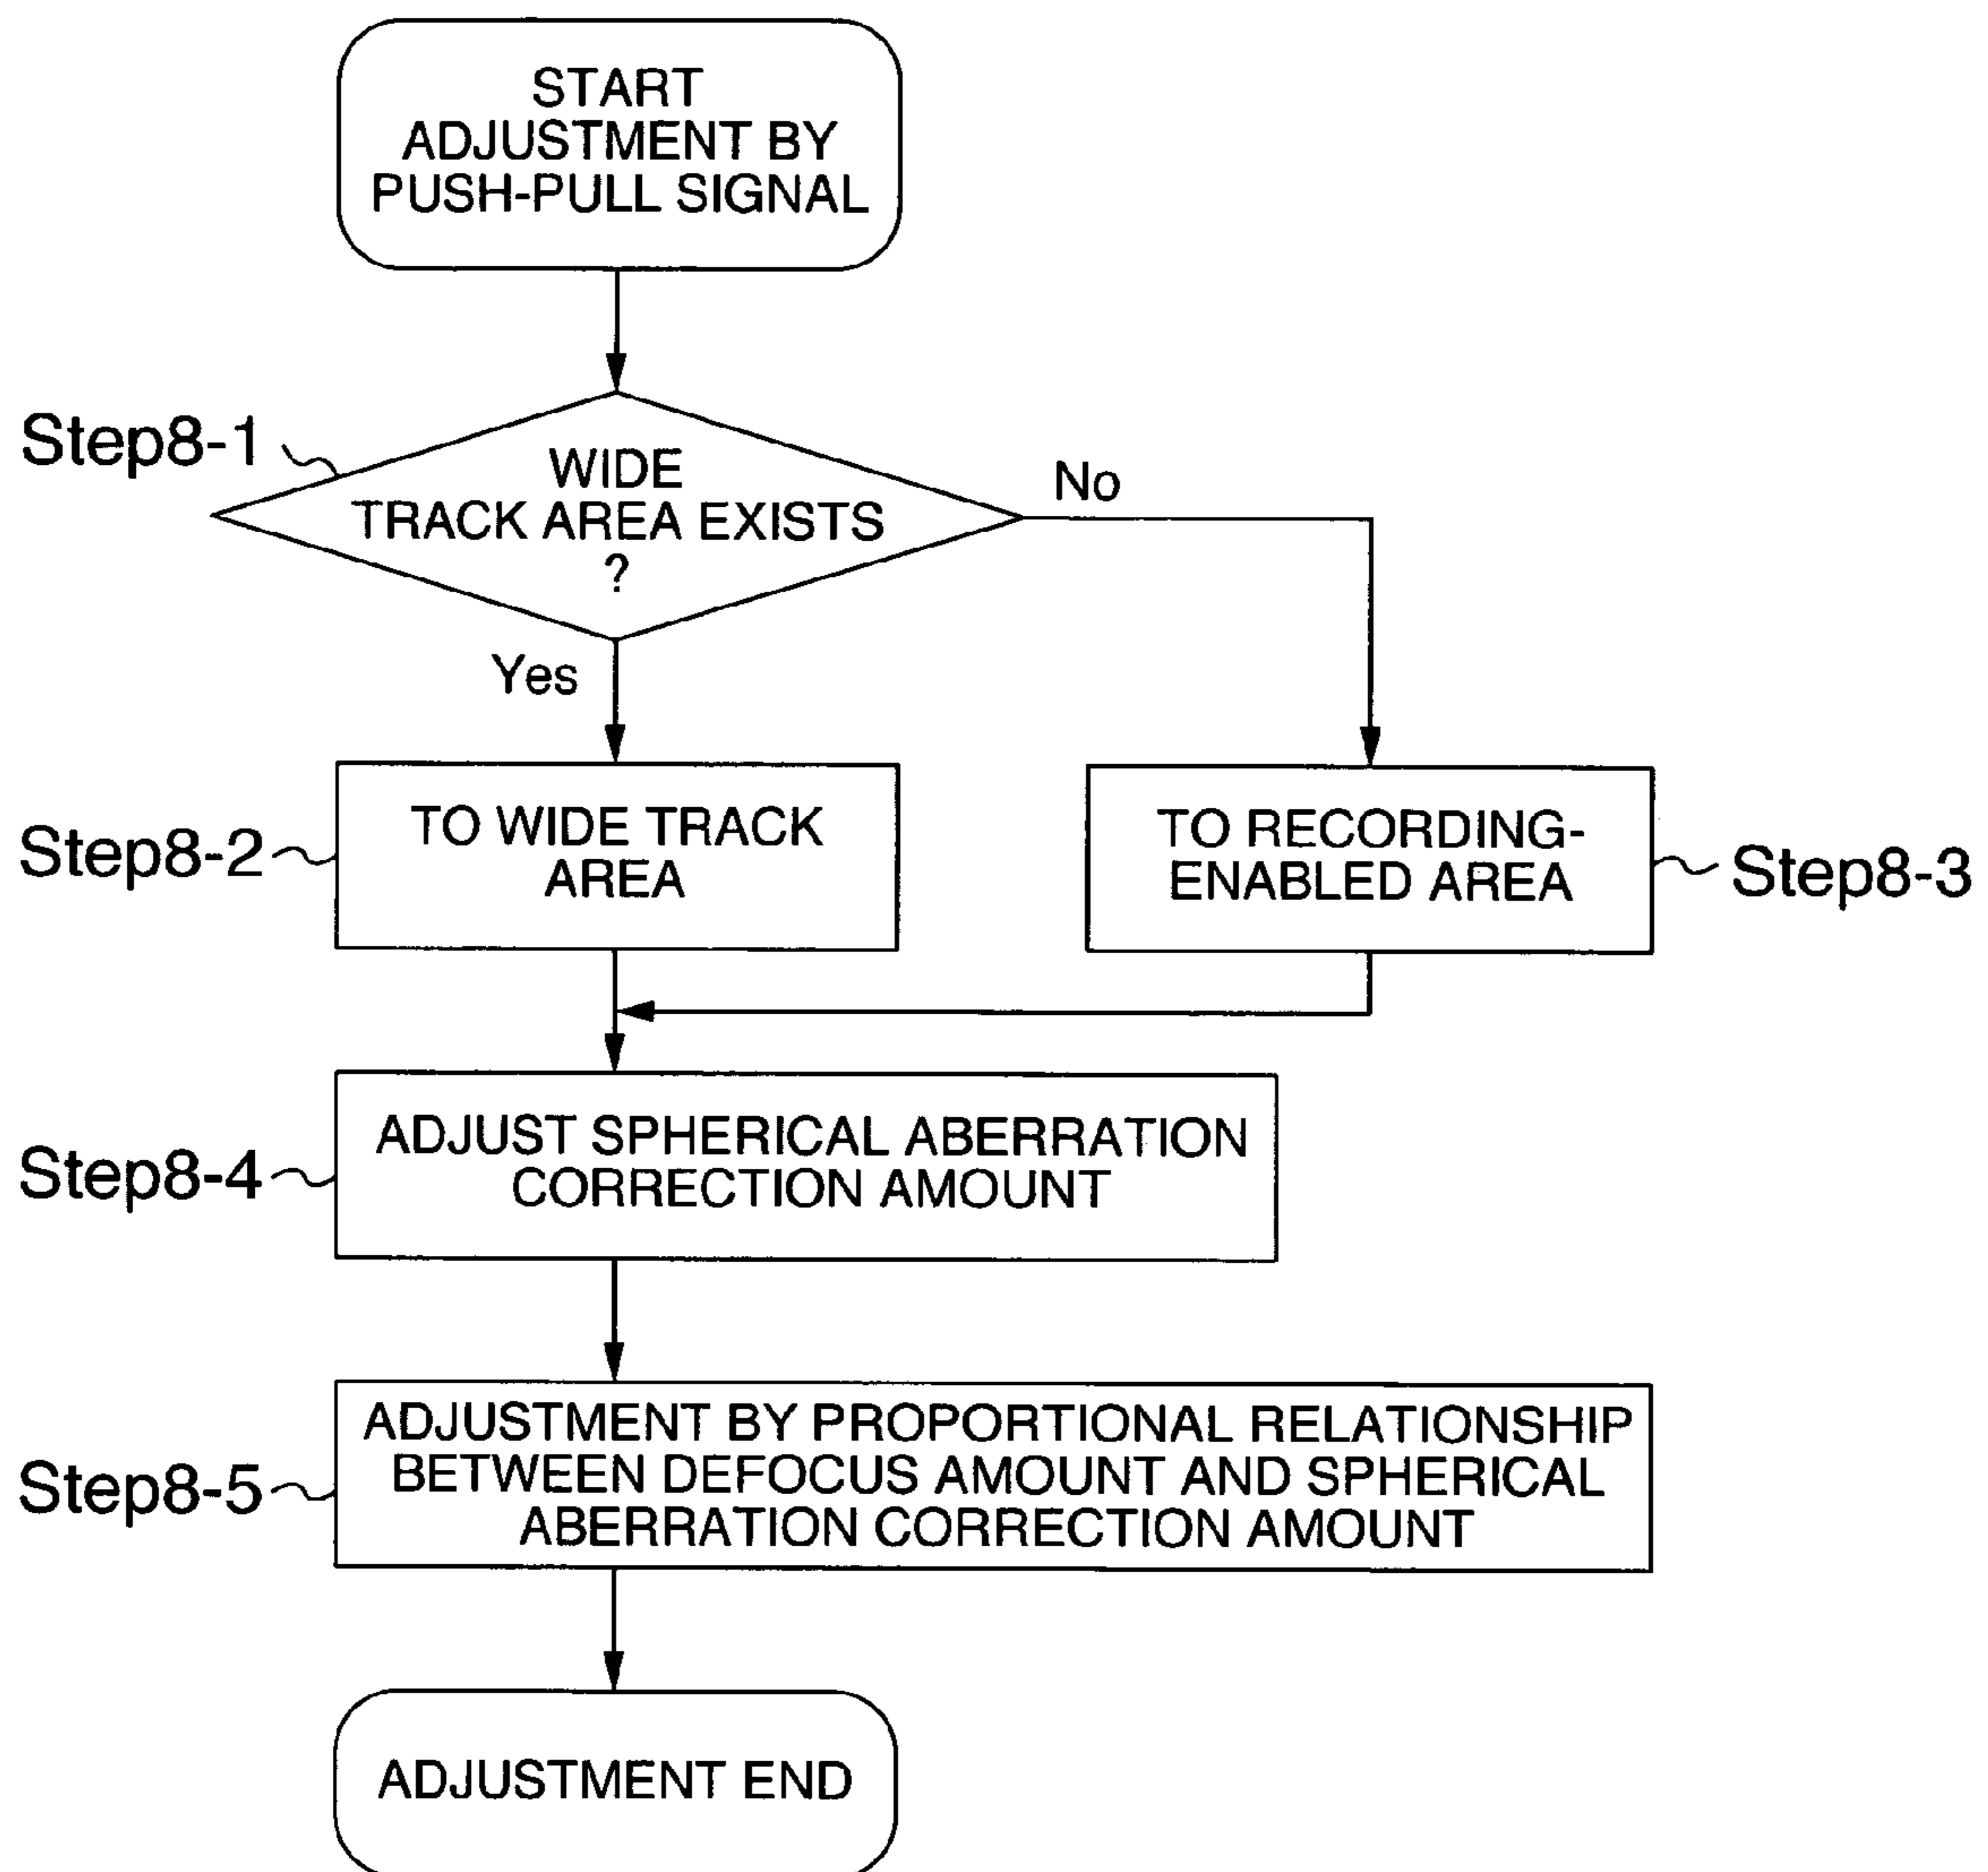 START
ADJUSTMENT BY
PUSH-PULL SIGNAL
Step8-1
WIDE
TRACK AREA EXISTS
?
No
Yes
Step8-2
TO WIDE TRACK
AREA
TO RECORDING-
ENABLED AREA
Step8-3
Step8-4
ADJUST SPHERICAL ABERRATION
CORRECTION AMOUNT
Step8-5
ADJUSTMENT BY PROPORTIONAL RELATIONSHIP
BETWEEN DEFOCUS AMOUNT AND SPHERICAL
ABERRATION CORRECTION AMOUNT
ADJUSTMENT END